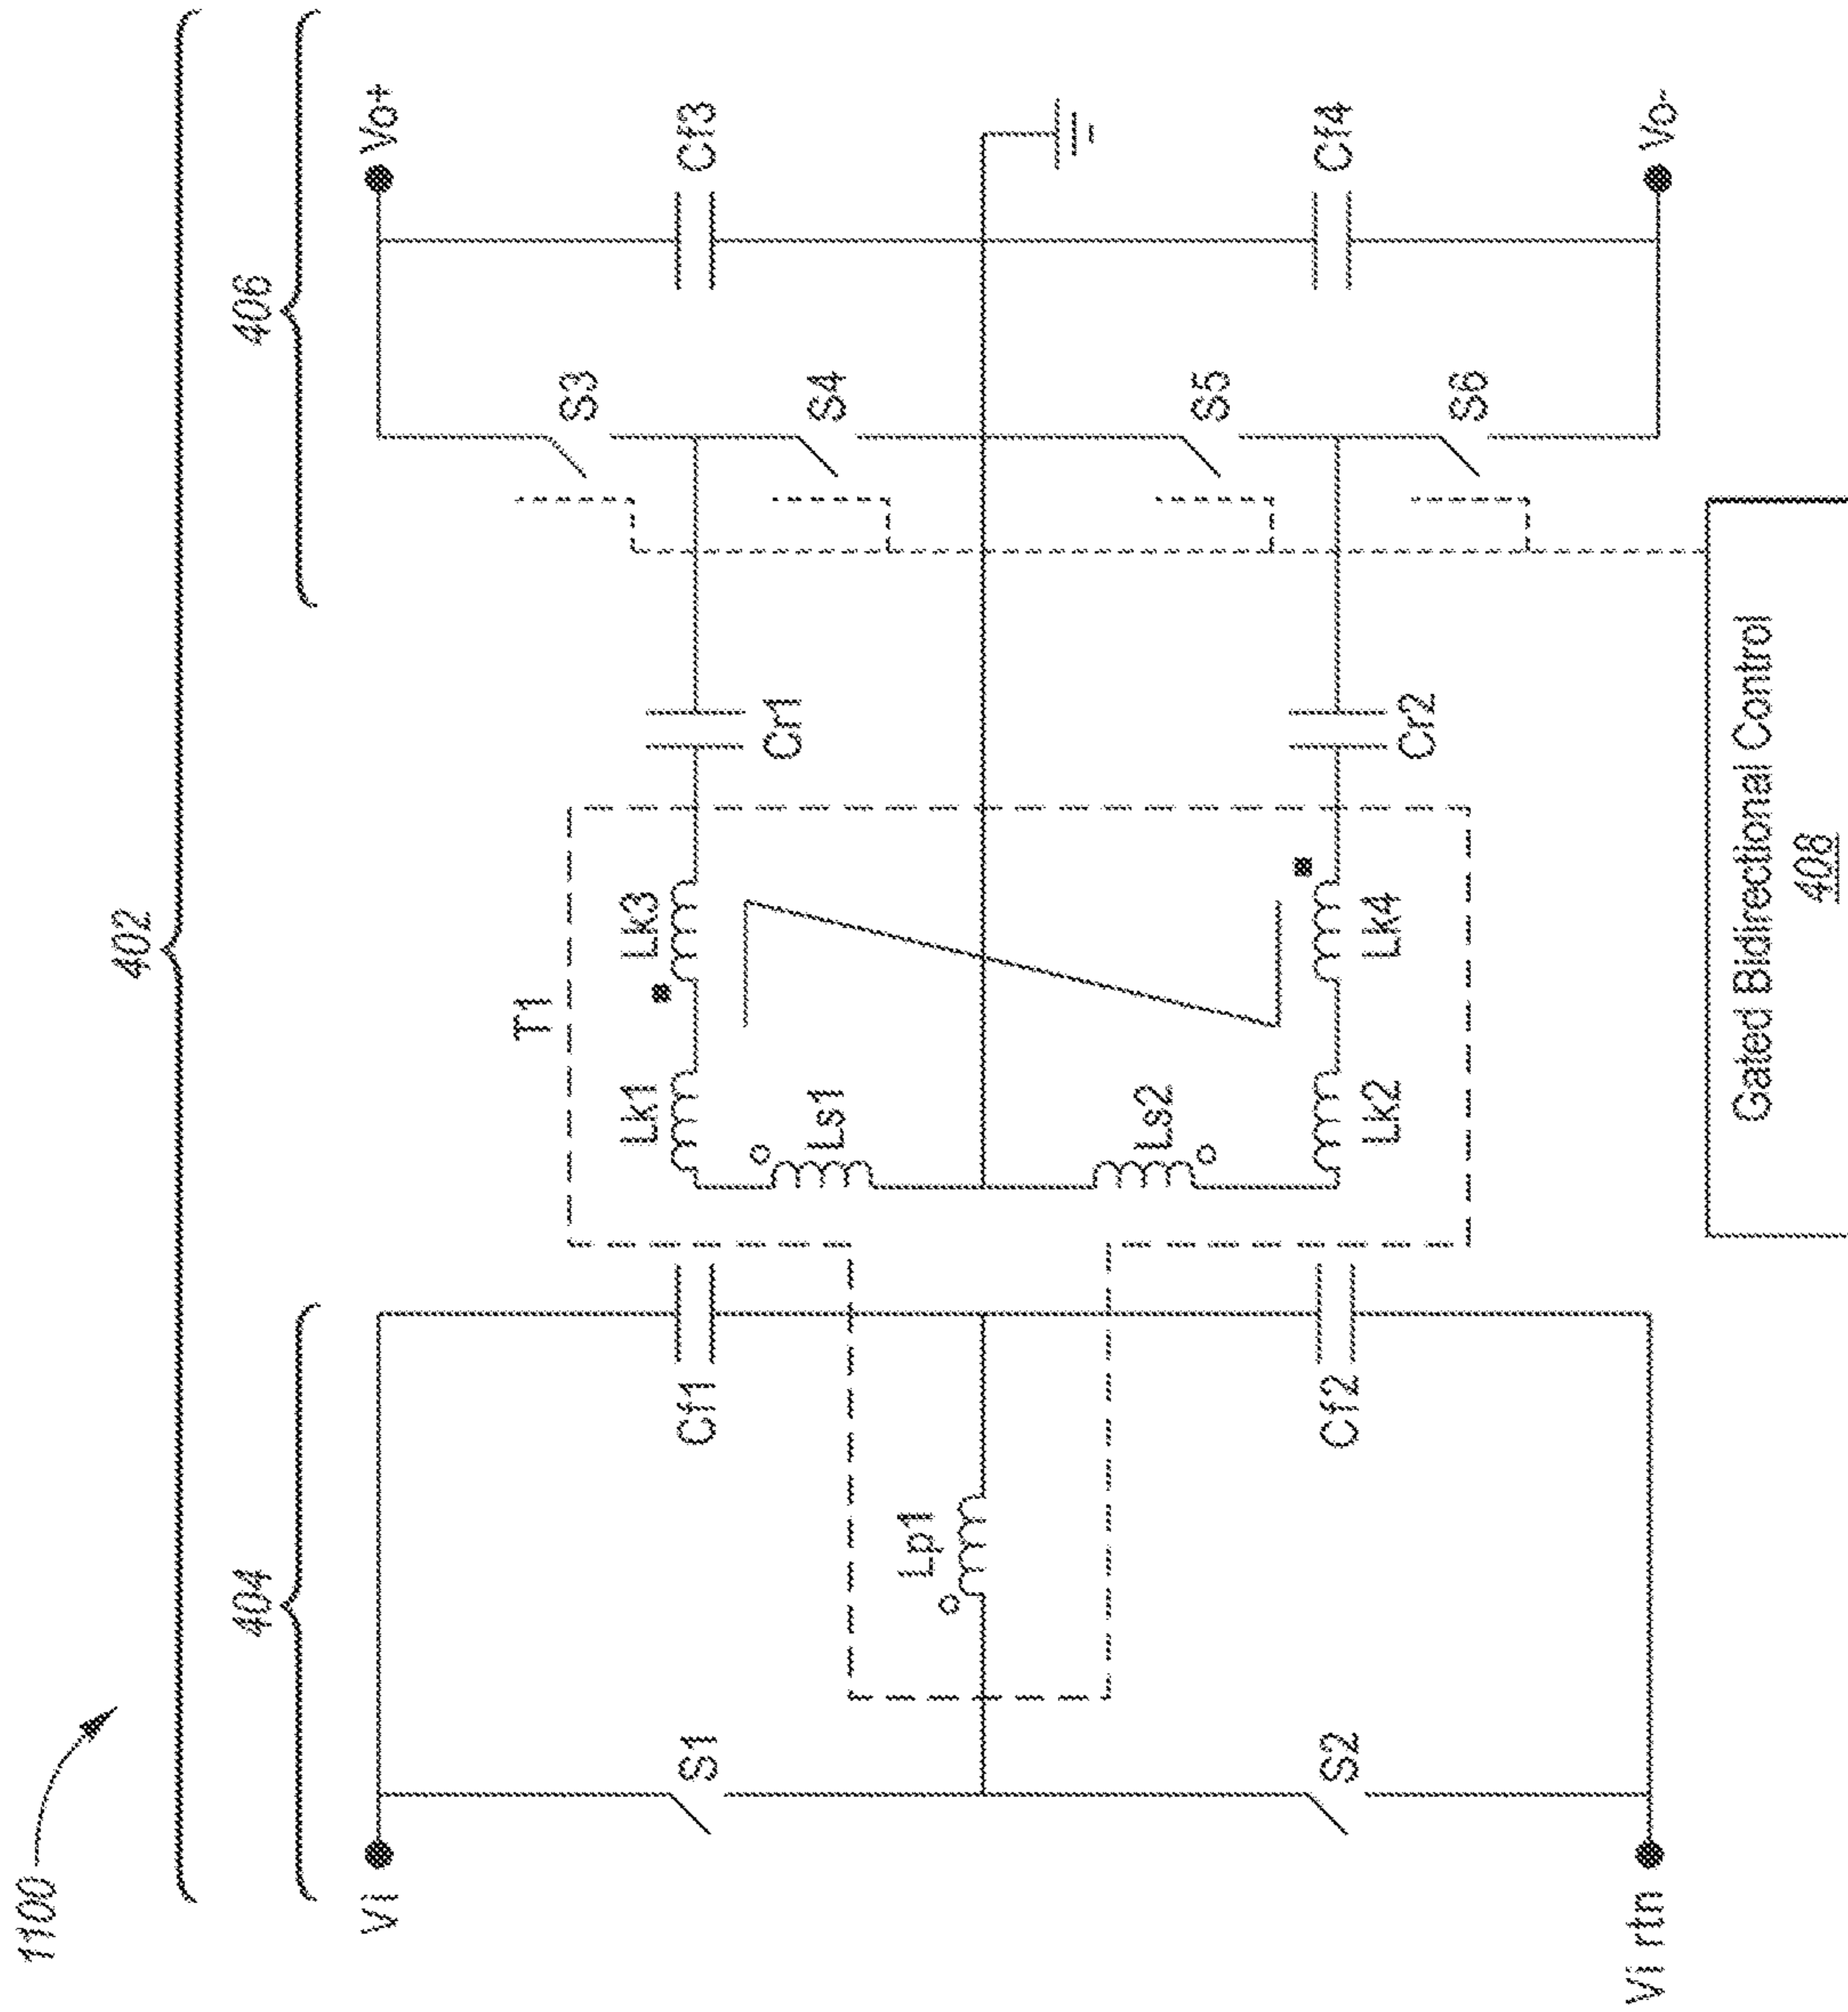 1100
402
404
406
Vi
Vo+
S1
Cf1
T1
Lk1
Lk3
Cr1
S3
Cf3
Ls1
S4
Lp1
Ls2
S5
S2
Cf2
Lk2
Lk4
Cr2
S6
Cf4
Vi rtn
Vo-
Gated Bidirectional Control
408